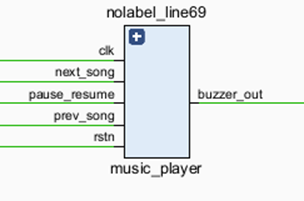 nolabel_line69
clk
next_song
pause_resume
buzzer_out
prev_song
rstn
music_player